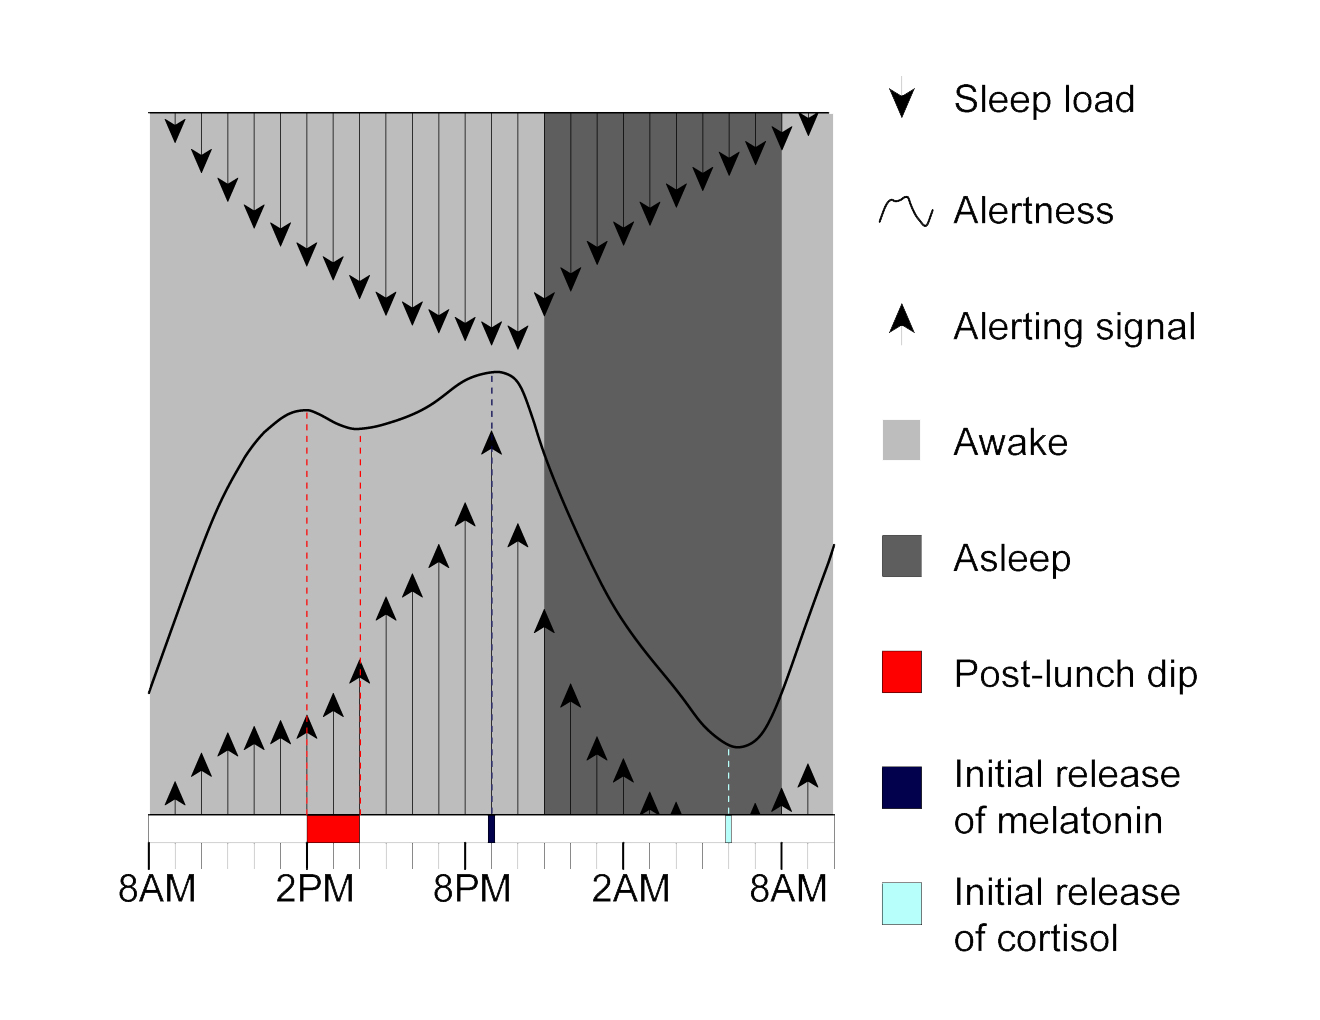 Sleep load
Alertness
Alerting signal
Awake
Asleep
Post-lunch dip
Initial release
of melatonin
Initial release
of cortisol
8AM 2PM 8PM 2AM 8AM